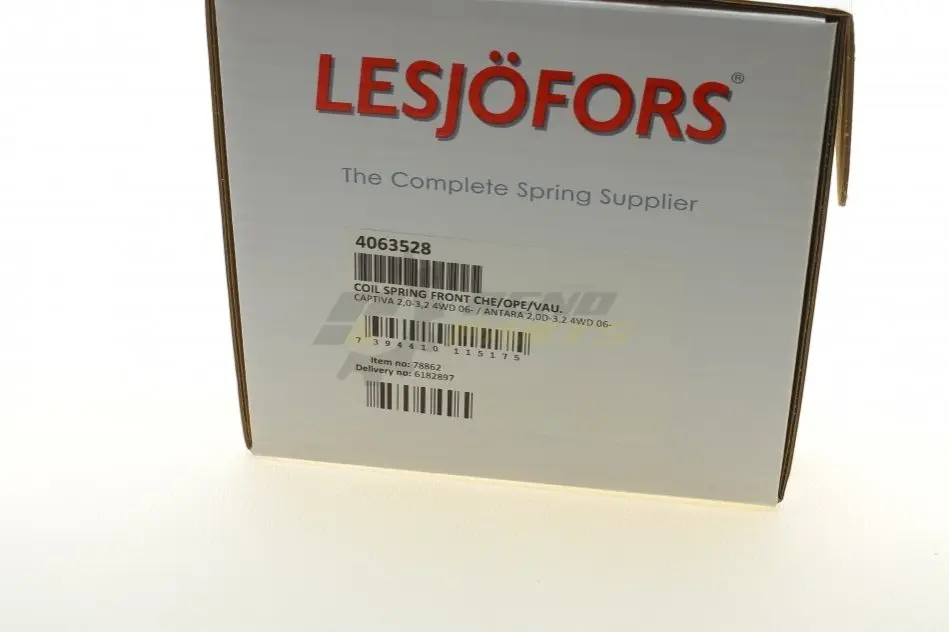 LESJÖFORS®
The Complete Spring Supplier
4063528
COIL SPRING FRONT CHE/OPE/VAU.
CAPTIVA 2,0-3,2 4WD 06- / ANTARA 2,0D-3,2 4WD 06-
7 394410 115175
Item no: 78862
Delivery no: 6182897